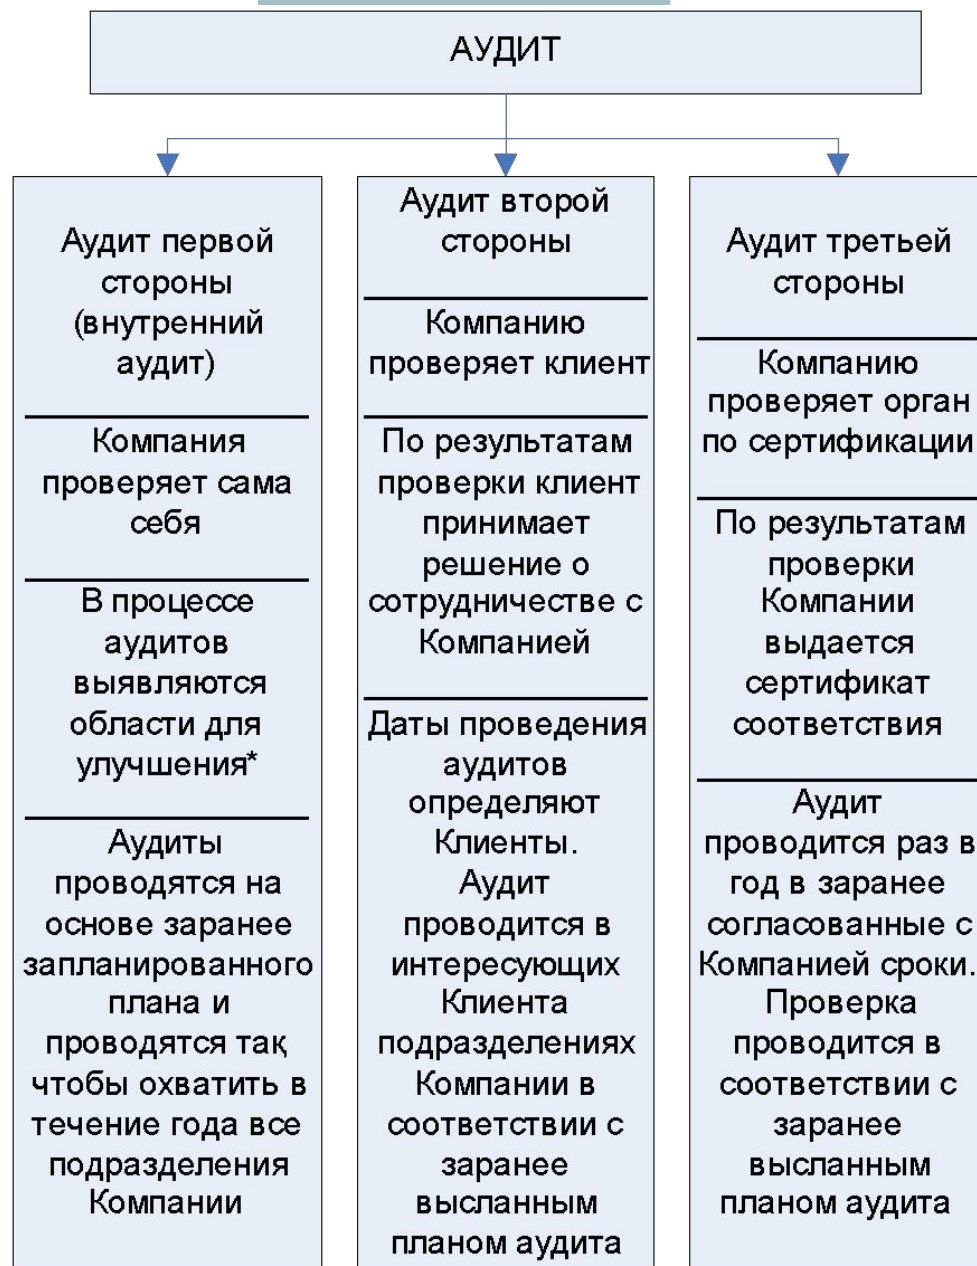 АУДИТ
Аудит первой
стороны
(внутренний
аудит)
Компания
проверяет сама
себя
В процессе
аудитов
выявляются
области для
улучшения*
Аудиты
проводятся на
основе заранее
запланированного
плана и
проводятся так,
чтобы охватить в
течение года все
подразделения
Компании
Аудит второй
стороны
Компанию
проверяет клиент
По результатам
проверки клиент
принимает
решение о
сотрудничестве с
Компанией
Даты проведения
аудитов
определяют
Клиенты.
Аудит
проводится в
интересующих
Клиента
подразделениях
Компании в
соответствии с
заранее
высланным
планом аудита
Аудит третьей
стороны
Компанию
проверяет орган
по сертификации
По результатам
проверки
Компании
выдается
сертификат
соответствия
Аудит
проводится раз в
год в заранее
согласованные с
Компанией сроки.
Проверка
проводится в
соответствии с
заранее
высланным
планом аудита